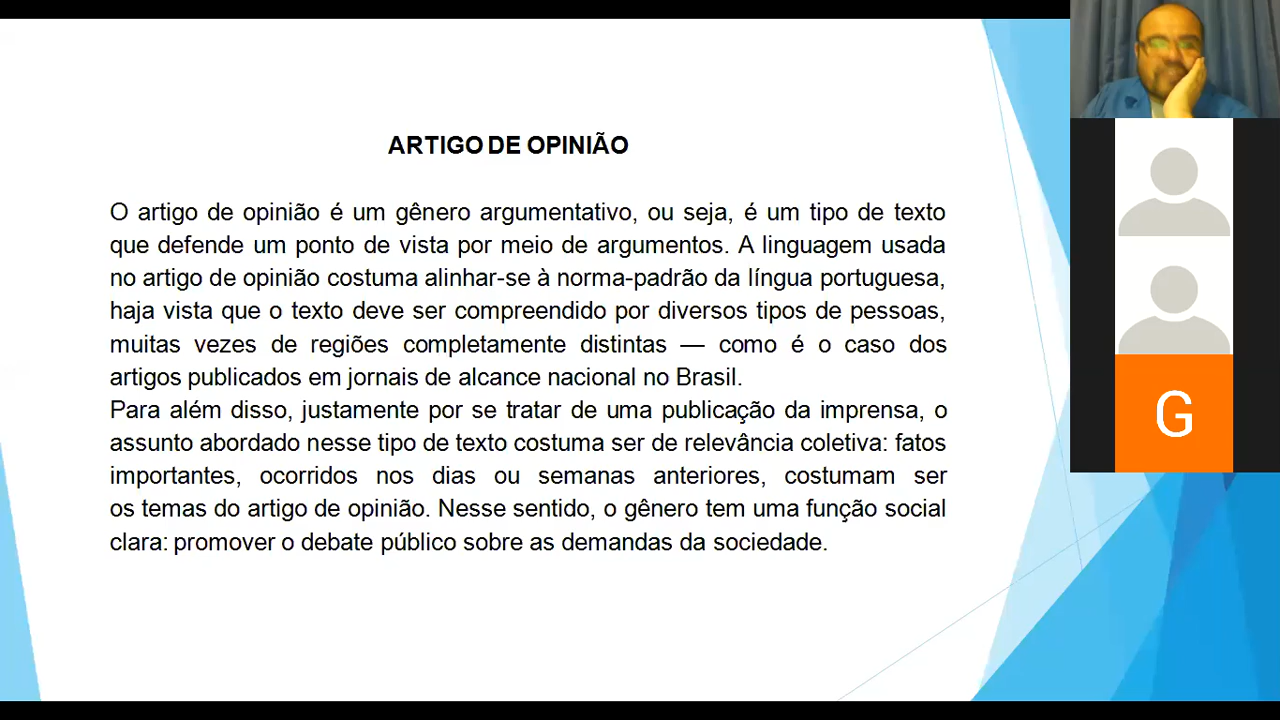 ARTIGO DE OPINIÃO
O artigo de opinião é um gênero argumentativo, ou seja, é um tipo de texto
que defende um ponto de vista por meio de argumentos. A linguagem usada
no artigo de opinião costuma alinhar-se à norma-padrão da língua portuguesa,
haja vista que o texto deve ser compreendido por diversos tipos de pessoas,
muitas vezes de regiões completamente distintas — como é o caso dos
artigos publicados em jornais de alcance nacional no Brasil.
Para além disso, justamente por se tratar de uma publicação da imprensa, o
assunto abordado nesse tipo de texto costuma ser de relevância coletiva: fatos
importantes, ocorridos nos dias ou semanas anteriores, costumam ser
os temas do artigo de opinião. Nesse sentido, o gênero tem uma função social
clara: promover o debate público sobre as demandas da sociedade.
G